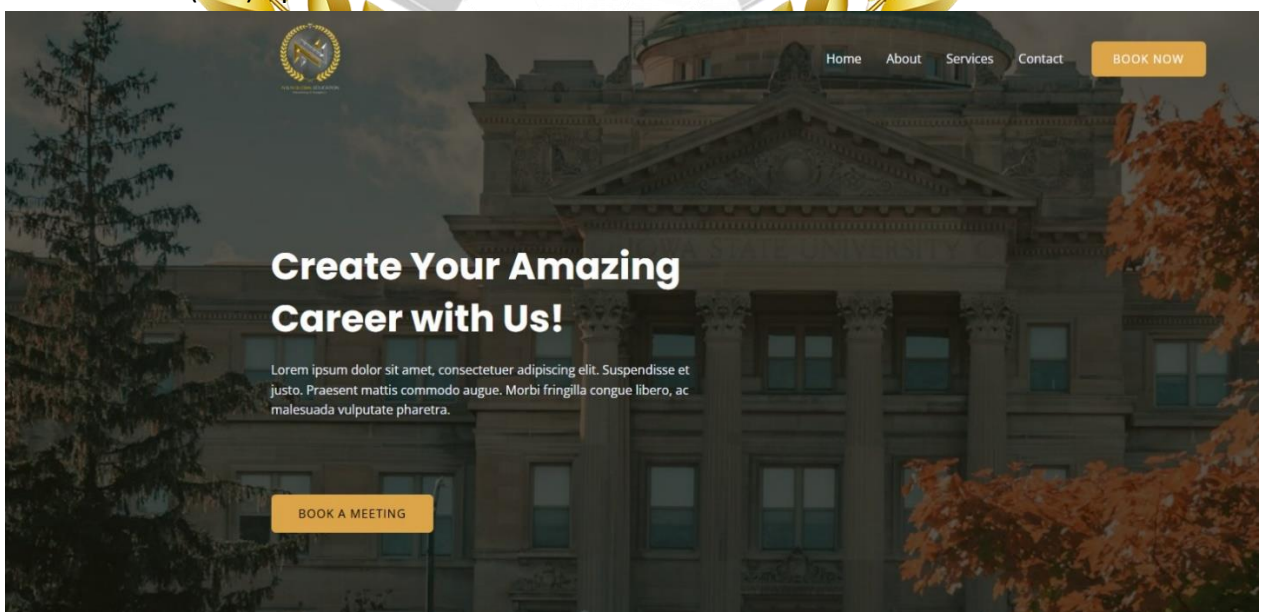 Home About Services Contact BOOK NOW
Create Your Amazing
Career with Us!
Lorem ipsum dolor sit amet, consectetuer adipiscing elit. Suspendisse et
justo. Praesent mattis commodo augue. Morbi fringilla congue libero, ac
malesuada vulputate pharetra.
BOOK A MEETING